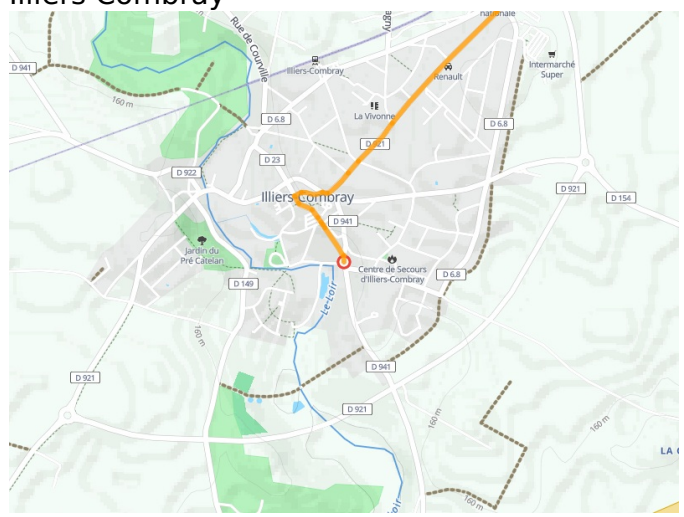 Illiers-Combray
nationale
Rue de Courville
D 941
Illiers-Combray
Renault
Intermarché
Super
160 m
La Vivonne
D 6.8
D 921
D 6.8
D 23
D 922
D 921
D 154
Illiers-Combray
D 941
Jardin du
Pré Catelan
Centre de Secours
d'Illiers-Combray
D 6.8
D 149
Le Loir
160 m
D 941
D 921
D 921
160 m
160 m